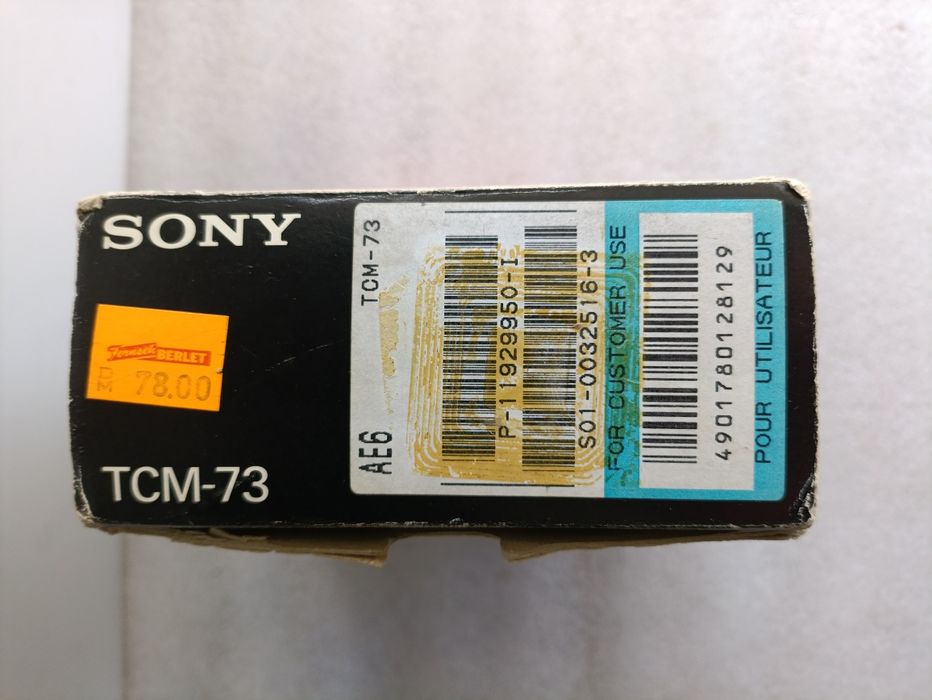 SONY
Fernseh BERLET
DM 78.00
TCM-73
TCM-73
AE6
P-11929950-I
S01-0032516-3
FOR CUSTOMER USE
4901780128129
POUR UTILISATEUR